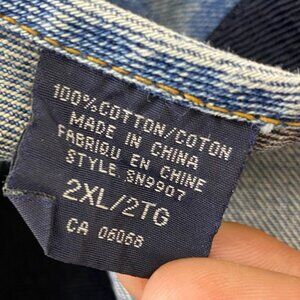 100% COTTON/COTON
MADE IN CHINA
FABRIQU EN CHINE
STYLE.SN9907
2XL/2TG
CA 06068